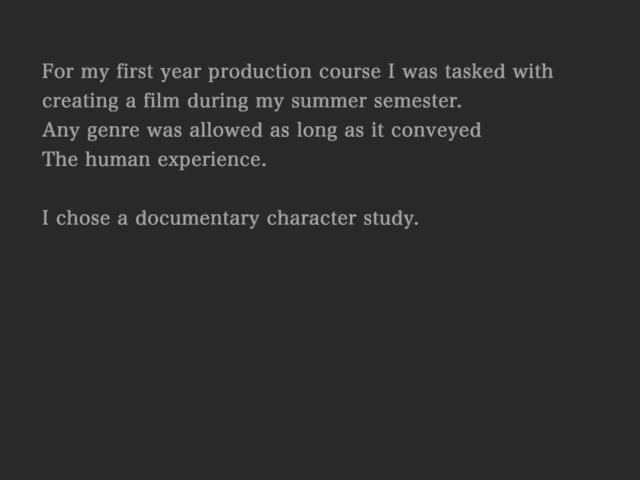 For my first year production course I was tasked with
creating a film during my summer semester.
Any genre was allowed as long as it conveyed
The human experience.
I chose a documentary character study.